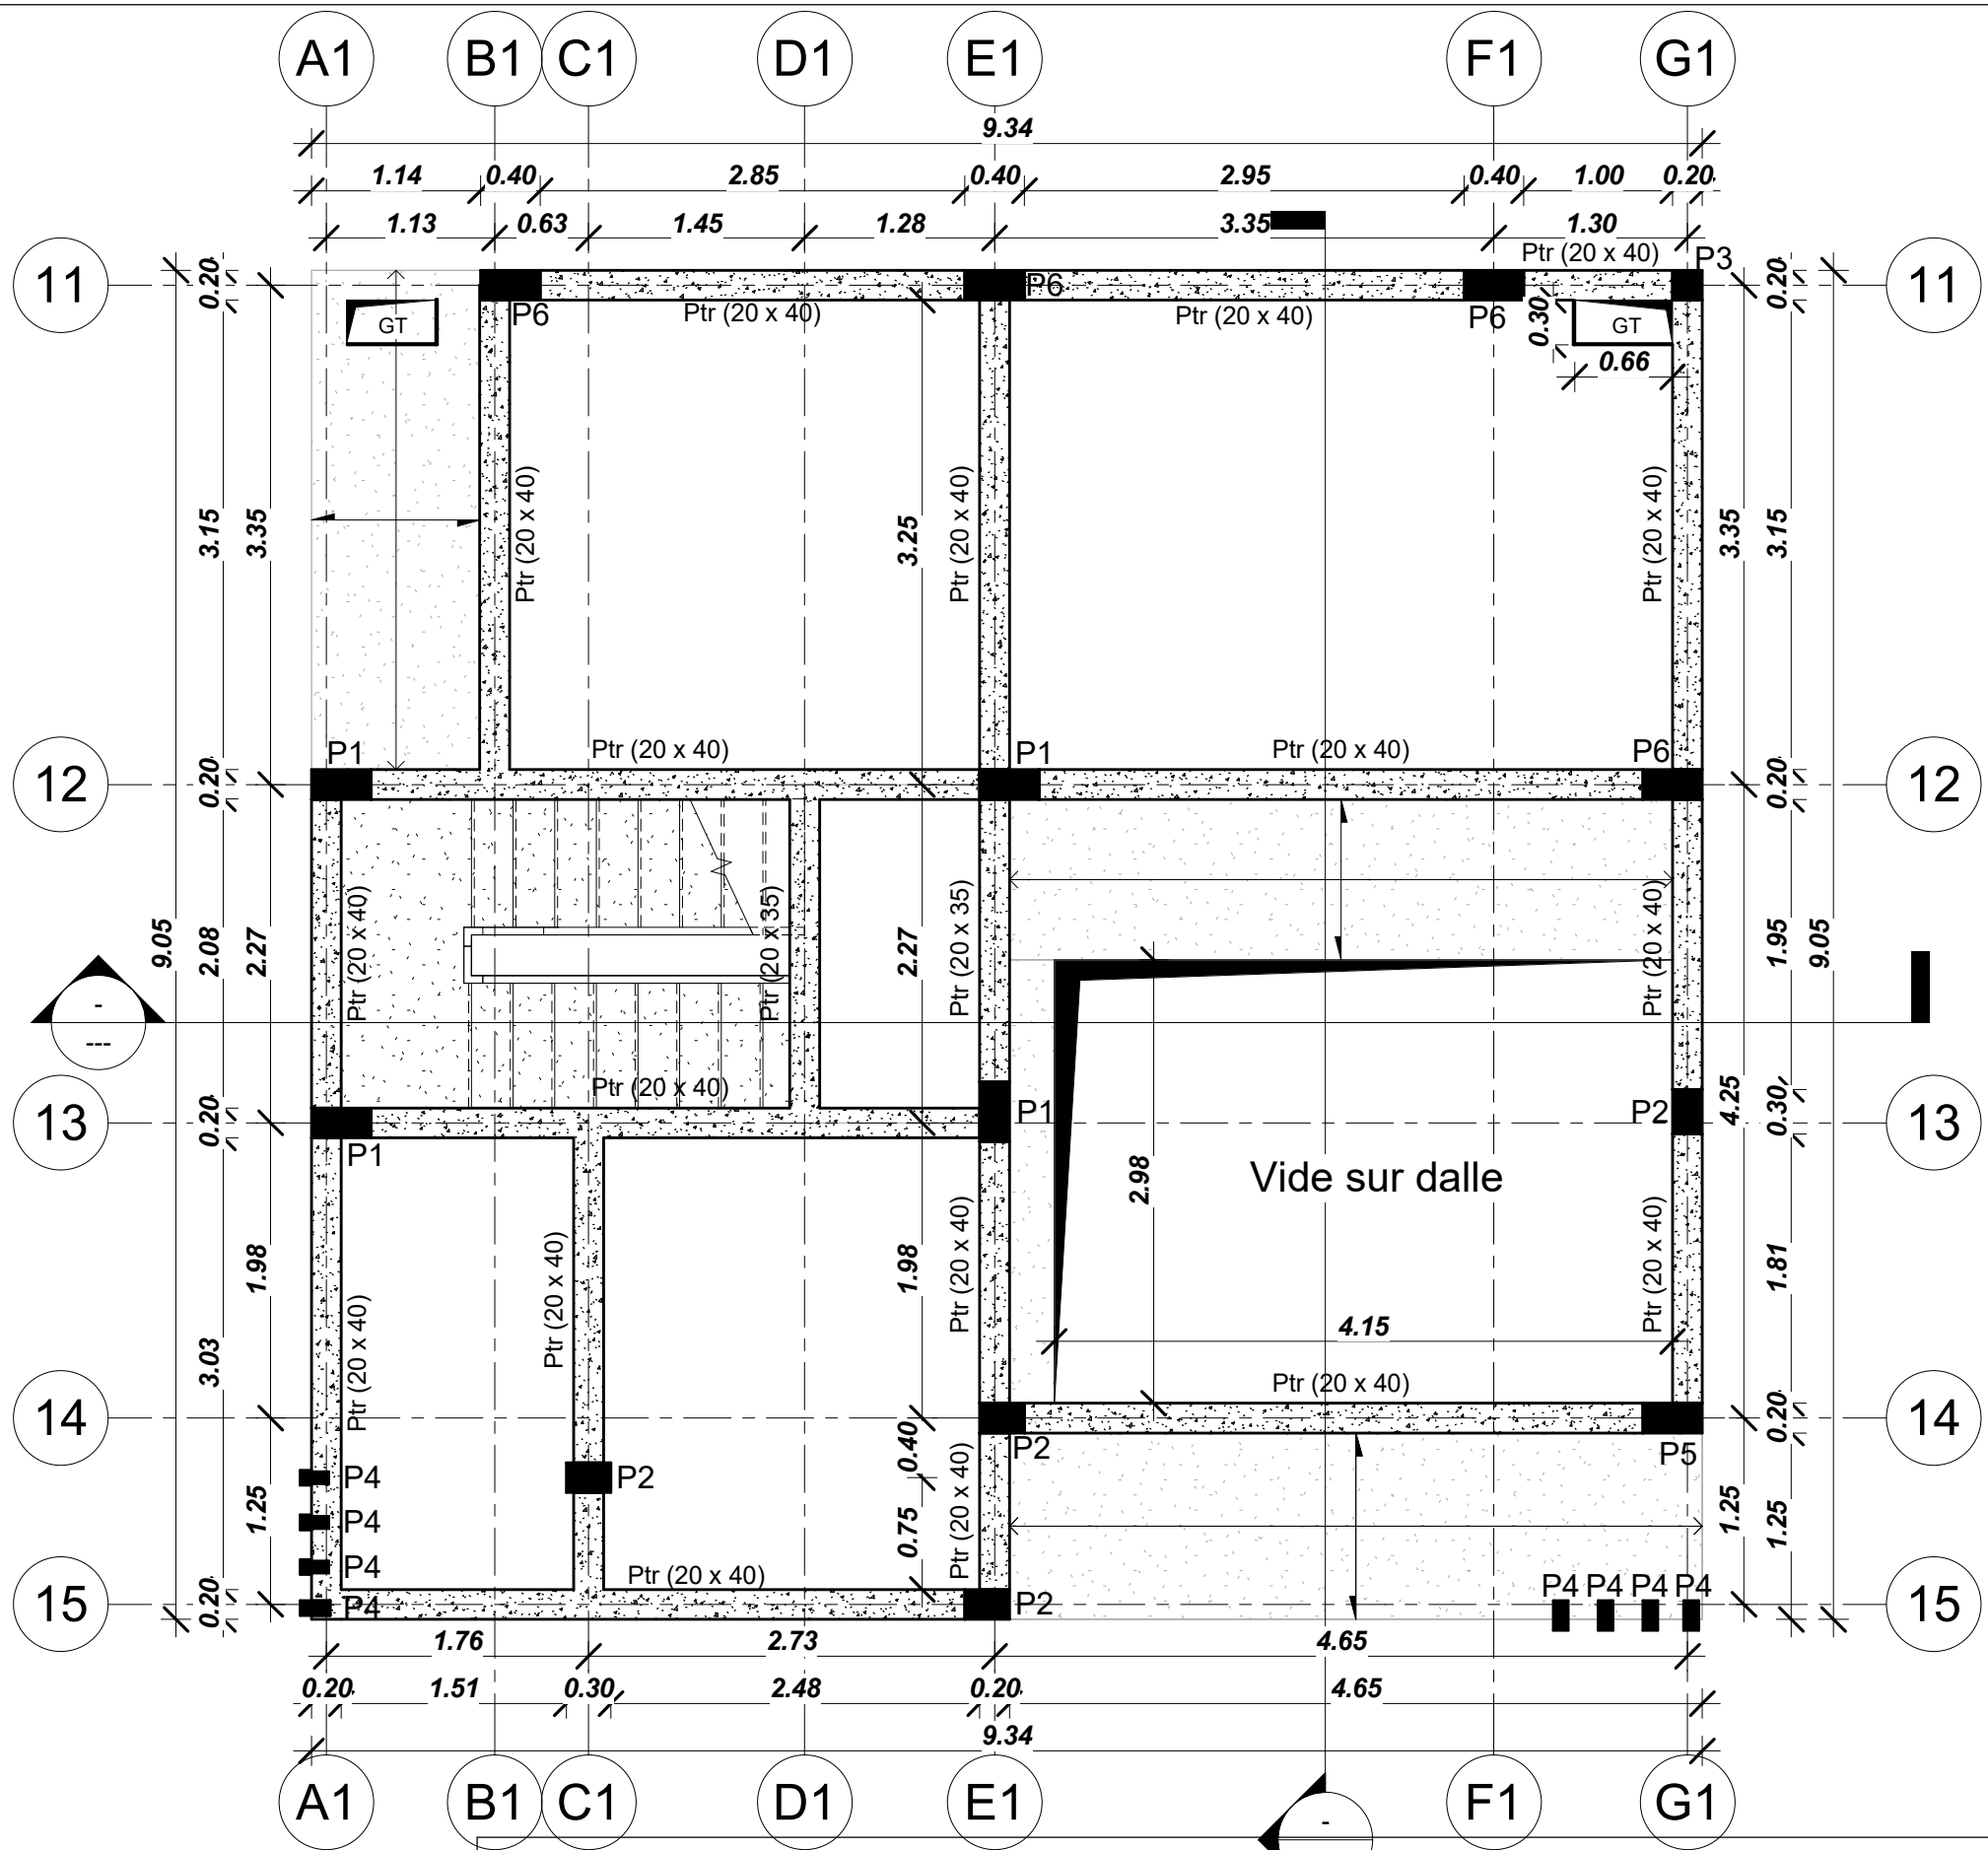 A1 B1 C1 D1 E1 F1 G1
9.34
1.14 0.40 2.85 0.40 2.95 0.40 1.00 0.20
1.13 0.63 1.45 1.28 3.35 1.30
Ptr (20 x 40) P3
11 0.20 0.20 11
P6 Ptr (20 x 40) P6 Ptr (20 x 40) P6
GT 0.30 GT
0.66
3.15 3.35 Ptr (20 x 40) 3.25 Ptr (20 x 40) Ptr (20 x 40) 3.35 3.15
P1 Ptr (20 x 40) P1 Ptr (20 x 40) P6
12 0.20 0.20 12
9.05 2.08 2.27 Ptr (20 x 40) Ptr (20 x 35) 2.27 Ptr (20 x 35) Ptr (20 x 40) 1.95 9.05
-
---
Ptr (20 x 40)
13 0.20 P1 P2 4.25 0.30 13
P1
2.98 Vide sur dalle
1.98 Ptr (20 x 40) 1.98 Ptr (20 x 40) Ptr (20 x 40) 1.81
4.15
3.03 Ptr (20 x 40) Ptr (20 x 40)
14 0.20 14
0.40 P2 P5
P4 P2
1.25 P4 0.75 Ptr (20 x 40) 1.25 1.25
P4 Ptr (20 x 40) P4 P4 P4 P4
15 0.20 P4 P2 15
1.76 2.73 4.65
0.20 1.51 0.30 2.48 0.20 4.65
9.34
A1 B1 C1 D1 E1 F1 G1
-